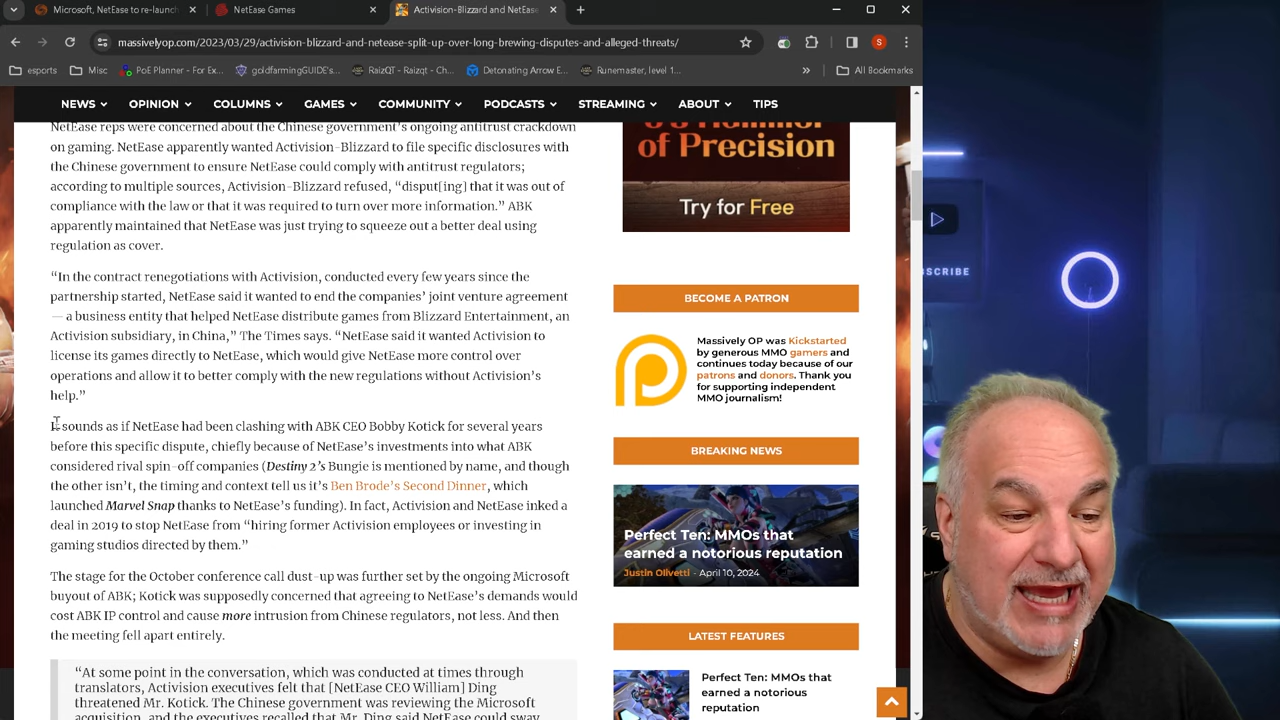 Microsoft, NetEase to re-launch
NetEase Games
Activision-Blizzard and NetEase
massivelyop.com/2023/03/29/activision-blizzard-and-netease-split-up-over-long-brewing-disputes-and-alleged-threats/
S
esports
Misc
PoE Planner - For Ex...
goldfarmingGUIDE's...
RaizQT - Raizqt - Ch...
Detonating Arrow E...
Runemaster, level 1...
»
All Bookmarks
NEWS
OPINION
COLUMNS
GAMES
COMMUNITY
PODCASTS
STREAMING
ABOUT
TIPS
NetEase reps were concerned about the Chinese government's ongoing antitrust crackdown
on gaming. NetEase apparently wanted Activision-Blizzard to file specific disclosures with
the Chinese government to ensure NetEase could comply with antitrust regulators;
according to multiple sources, Activision-Blizzard refused, "disput[ing] that it was out of
compliance with the law or that it was required to turn over more information." ABK
apparently maintained that NetEase was just trying to squeeze out a better deal using
regulation as cover.
"In the contract renegotiations with Activision, conducted every few years since the
partnership started, NetEase said it wanted to end the companies' joint venture agreement
— a business entity that helped NetEase distribute games from Blizzard Entertainment, an
Activision subsidiary, in China," The Times says. "NetEase said it wanted Activision to
license its games directly to NetEase, which would give NetEase more control over
operations and allow it to better comply with the new regulations without Activision's
help."
It sounds as if NetEase had been clashing with ABK CEO Bobby Kotick for several years
before this specific dispute, chiefly because of NetEase's investments into what ABK
considered rival spin-off companies (Destiny 2's Bungie is mentioned by name, and though
the other isn't, the timing and context tell us it's Ben Brode's Second Dinner, which
launched Marvel Snap thanks to NetEase's funding). In fact, Activision and NetEase inked a
deal in 2019 to stop NetEase from "hiring former Activision employees or investing in
gaming studios directed by them."
The stage for the October conference call dust-up was further set by the ongoing Microsoft
buyout of ABK; Kotick was supposedly concerned that agreeing to NetEase's demands would
cost ABK IP control and cause more intrusion from Chinese regulators, not less. And then
the meeting fell apart entirely.
"At some point in the conversation, which was conducted at times through
translators, Activision executives felt that [NetEase CEO William] Ding
threatened Mr. Kotick. The Chinese government was reviewing the Microsoft
acquisition, and the executives recalled that Mr. Ding said NetEase could sway
of Precision
Try for Free
BECOME A PATRON
Massively OP was Kickstarted
by generous MMO gamers and
continues today because of our
patrons and donors. Thank you
for supporting independent
MMO journalism!
BREAKING NEWS
Perfect Ten: MMOs that
earned a notorious reputation
Justin Olivetti - April 10, 2024
LATEST FEATURES
Perfect Ten: MMOs that
earned a notorious
reputation
SCRIBE